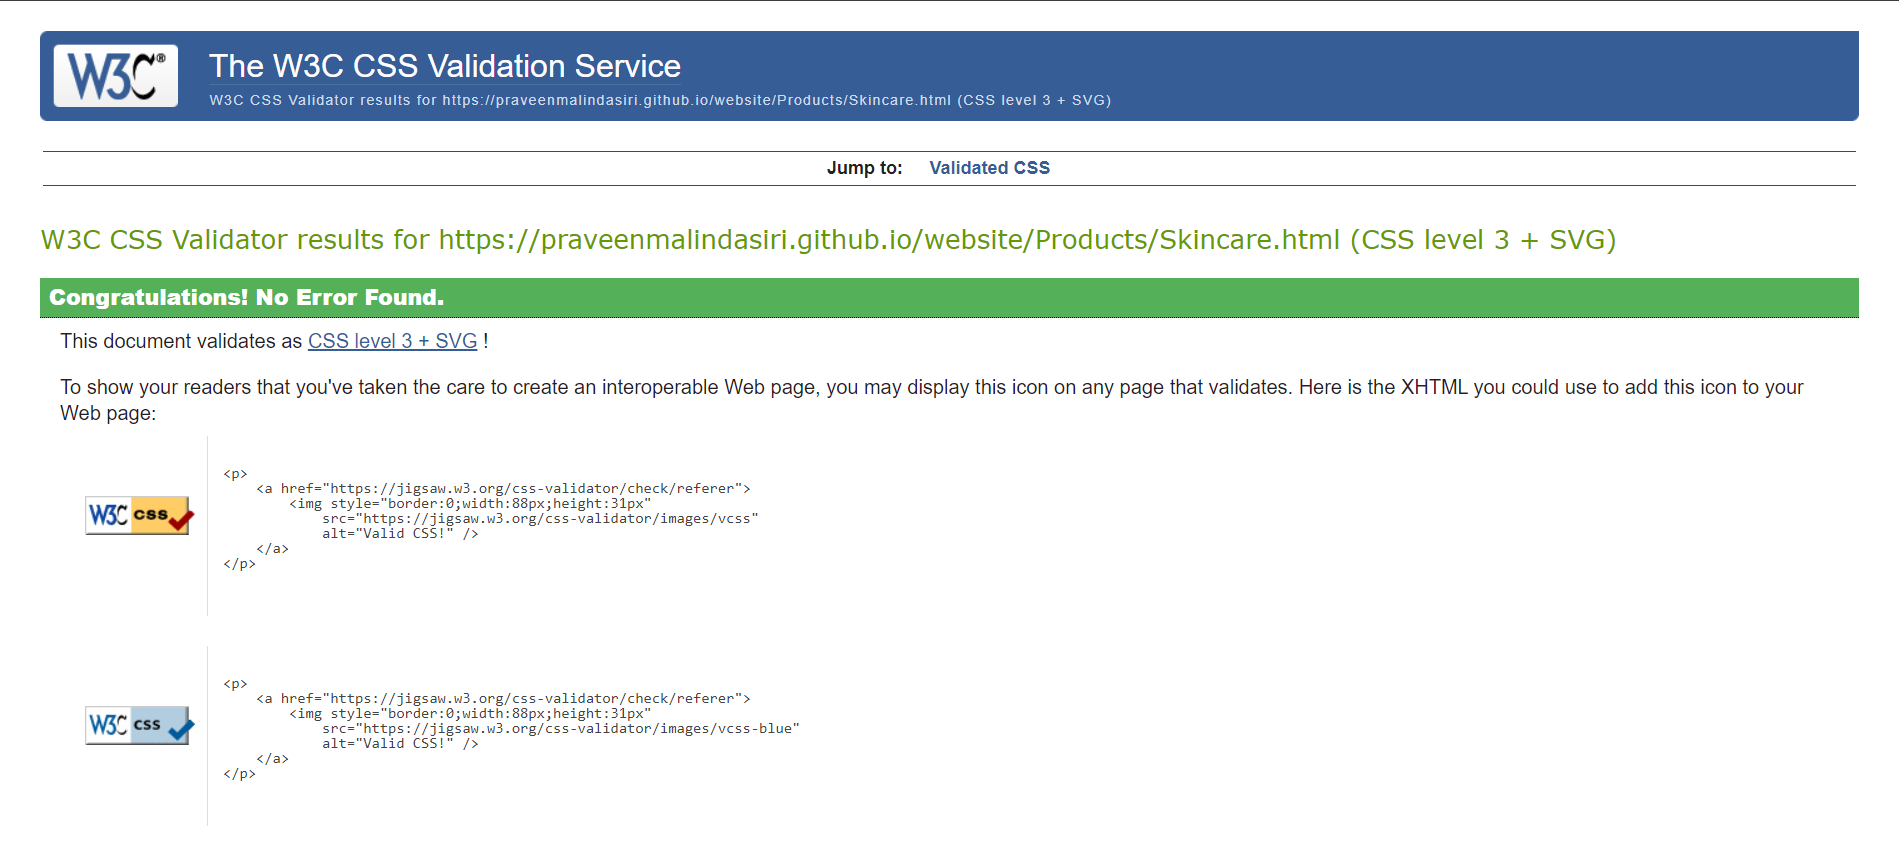 W3C®
The W3C CSS Validation Service
W3C CSS Validator results for https://praveenmalindasiri.github.io/website/Products/Skincare.html (CSS level 3 + SVG)
Jump to: Validated CSS
W3C CSS Validator results for https://praveenmalindasiri.github.io/website/Products/Skincare.html (CSS level 3 + SVG)
Congratulations! No Error Found.
This document validates as CSS level 3 + SVG !
To show your readers that you've taken the care to create an interoperable Web page, you may display this icon on any page that validates. Here is the XHTML you could use to add this icon to your
Web page:
W3C css
<p>
    <a href="https://jigsaw.w3.org/css-validator/check/referer">
        <img style="border:0;width:88px;height:31px"
            src="https://jigsaw.w3.org/css-validator/images/vcss"
            alt="Valid CSS!" />
    </a>
</p>
W3C css
<p>
    <a href="https://jigsaw.w3.org/css-validator/check/referer">
        <img style="border:0;width:88px;height:31px"
            src="https://jigsaw.w3.org/css-validator/images/vcss-blue"
            alt="Valid CSS!" />
    </a>
</p>